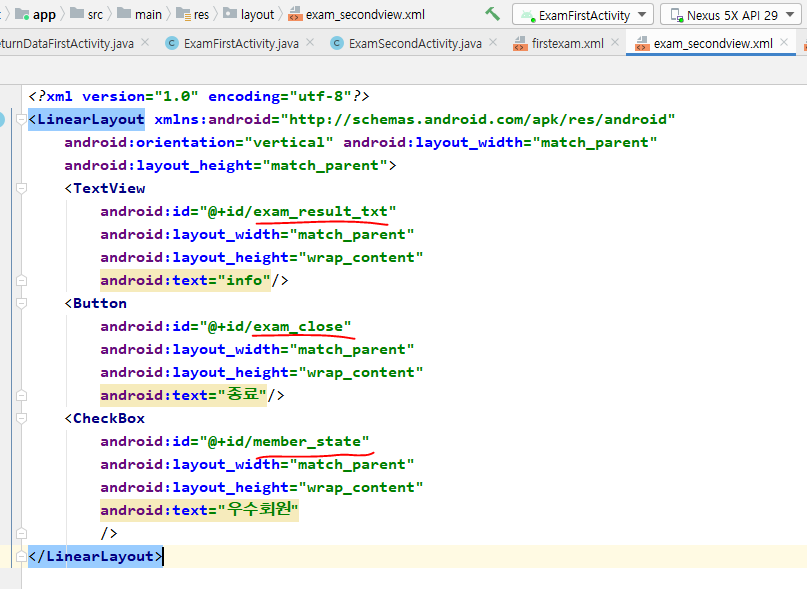 app src main res layout exam_secondview.xml ExamFirstActivity Nexus 5X API 29
eturnDataFirstActivity.java ExamFirstActivity.java ExamSecondActivity.java firstexam.xml exam_secondview.xml
<?xml version="1.0" encoding="utf-8"?>
<LinearLayout xmlns:android="http://schemas.android.com/apk/res/android"
android:orientation="vertical" android:layout_width="match_parent"
android:layout_height="match_parent">
<TextView
android:id="@+id/exam_result_txt"
android:layout_width="match_parent"
android:layout_height="wrap_content"
android:text="info"/>
<Button
android:id="@+id/exam_close"
android:layout_width="match_parent"
android:layout_height="wrap_content"
android:text="종료"/>
<CheckBox
android:id="@+id/member_state"
android:layout_width="match_parent"
android:layout_height="wrap_content"
android:text="우수회원"
/>
</LinearLayout>